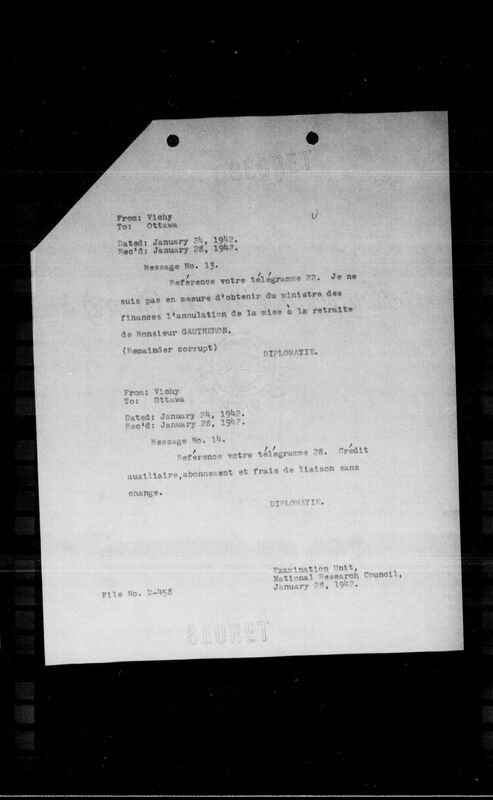 SECRET
From: Vichy
To: Ottawa
Dated: January 24, 1942.
Rec'd: January 28, 1942.
Message No. 13.
Reférence votre télégramme 22. Je ne
suis pas en mesure d'obtenir du ministre des
finances l'annulation de la mise à la retraite
de Monsieur GAUTHERON.
(Remainder corrupt)
DIPLOMATIE.
From: Vichy
To: Ottawa
Dated: January 24, 1942.
Rec'd: January 28, 1942.
Message No. 14.
Reférence votre télégramme 28. Crédit
auxiliaire,abonnement et frais de liaison sans
change.
DIPLOMATIE.
Examination Unit,
National Research Council,
January 28, 1942.
File No. D-458
SECRET